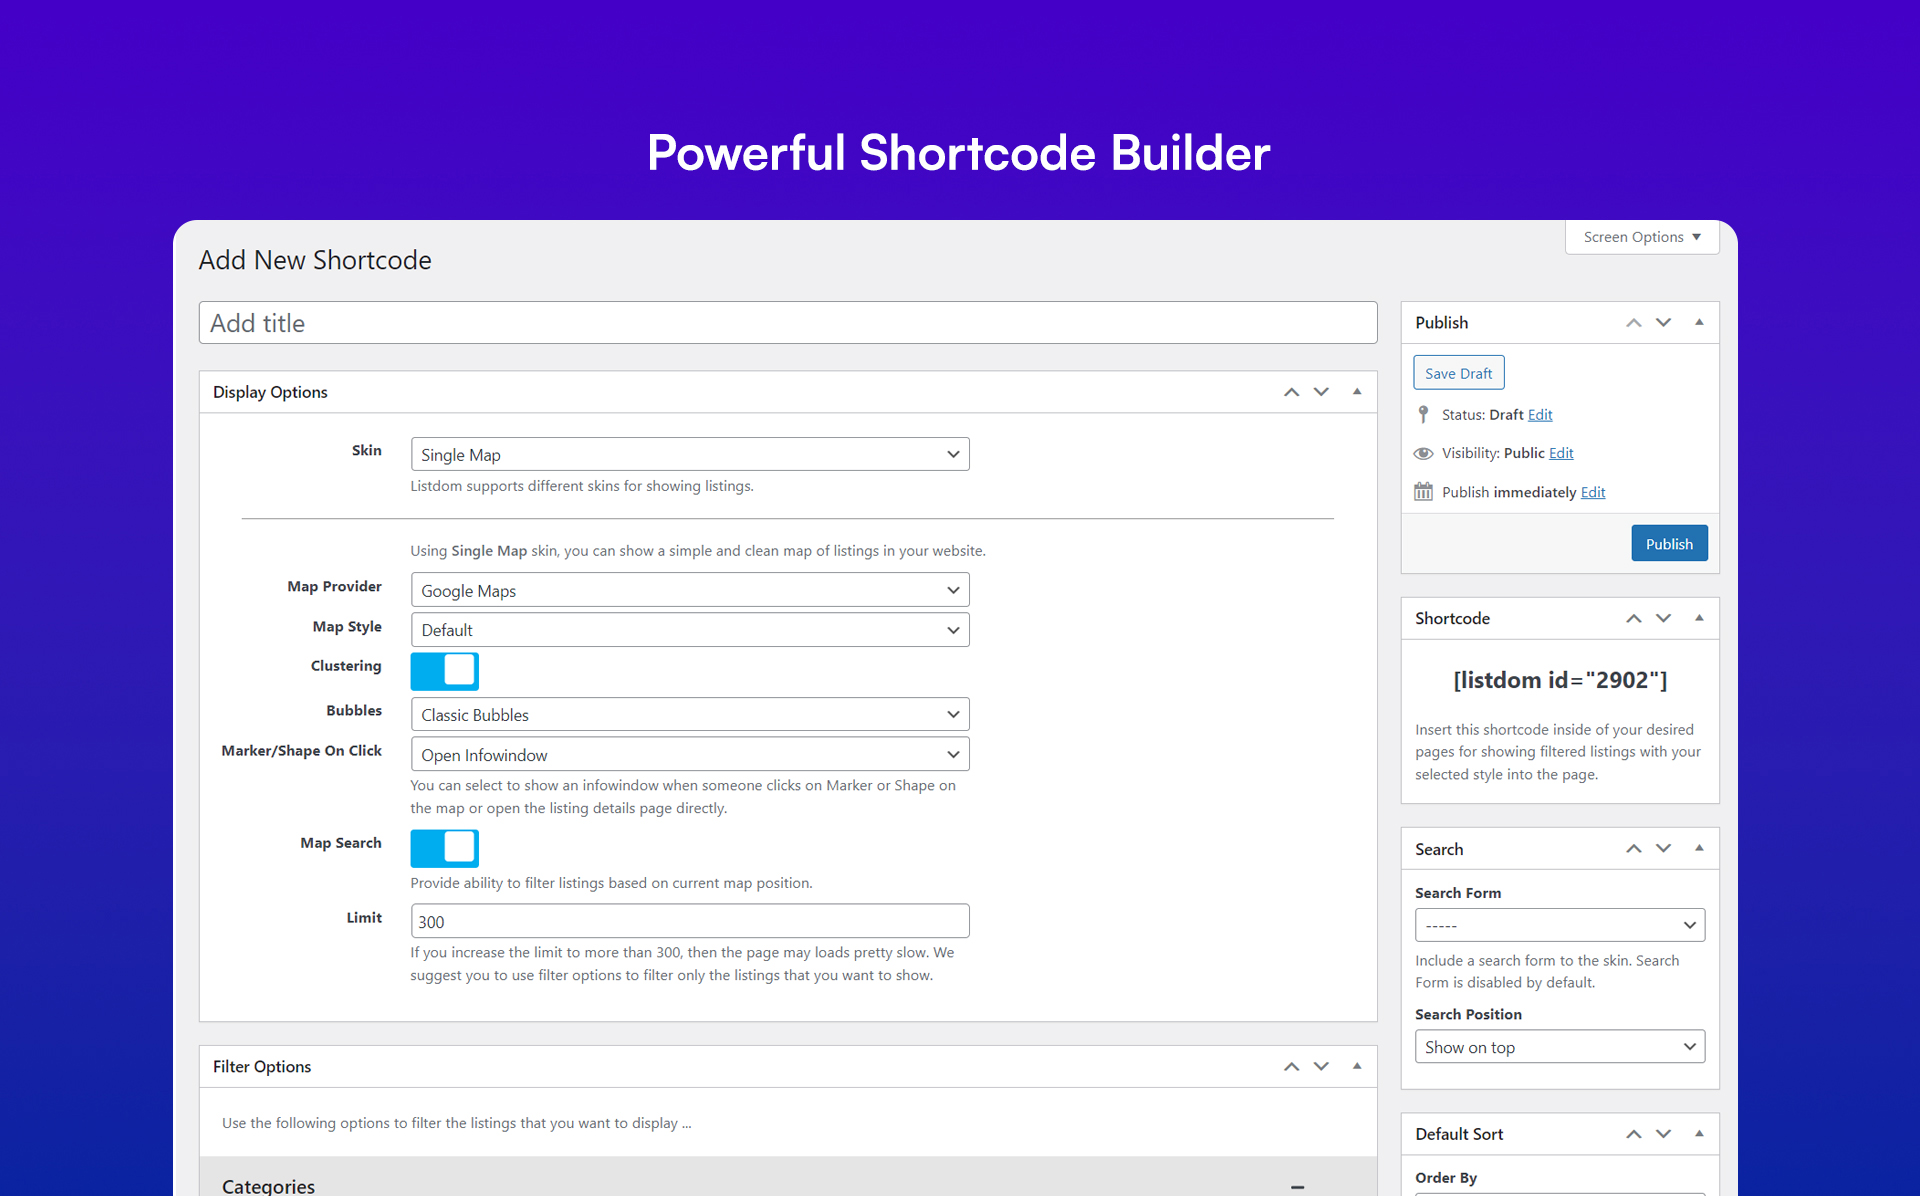 Powerful Shortcode Builder
Screen Options
Add New Shortcode
Add title
Display Options
Skin
Single Map
Listdom supports different skins for showing listings.
Using Single Map skin, you can show a simple and clean map of listings in your website.
Map Provider
Google Maps
Map Style
Default
Clustering
Bubbles
Classic Bubbles
Marker/Shape On Click
Open Infowindow
You can select to show an infowindow when someone clicks on Marker or Shape on
the map or open the listing details page directly.
Map Search
Provide ability to filter listings based on current map position.
Limit
300
If you increase the limit to more than 300, then the page may loads pretty slow. We
suggest you to use filter options to filter only the listings that you want to show.
Filter Options
Use the following options to filter the listings that you want to display ...
Categories
Publish
Save Draft
Status: Draft Edit
Visibility: Public Edit
Publish immediately Edit
Publish
Shortcode
[listdom id="2902"]
Insert this shortcode inside of your desired
pages for showing filtered listings with your
selected style into the page.
Search
Search Form
-----
Include a search form to the skin. Search
Form is disabled by default.
Search Position
Show on top
Default Sort
Order By